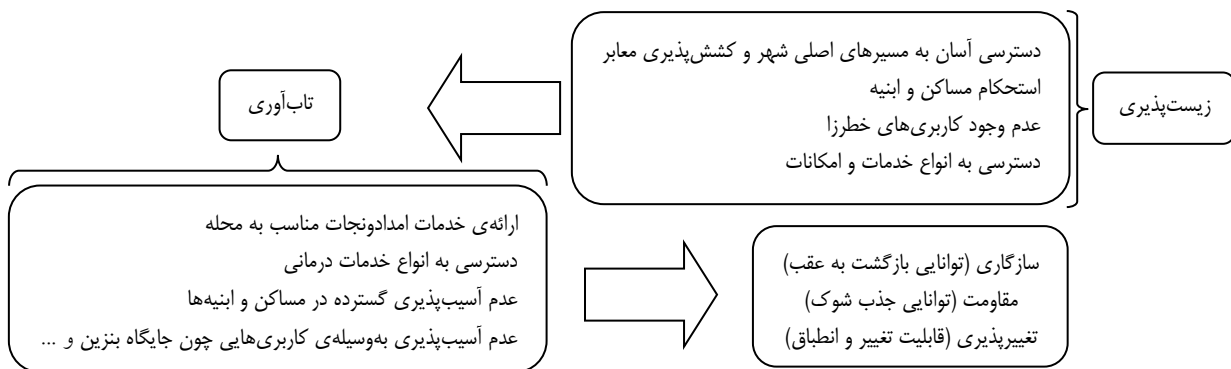 زیست‌پذیری
دسترسی آسان به مسیرهای اصلی شهر و کشش‌پذیری معابر
استحکام مساکن و ابنیه
عدم وجود کاربری‌های خطرزا
دسترسی به انواع خدمات و امکانات
تاب‌آوری
ارائه‌ی خدمات امدادونجات مناسب به محله
دسترسی به انواع خدمات درمانی
عدم آسیب‌پذیری گسترده در مساکن و ابنیه‌ها
عدم آسیب‌پذیری به‌وسیله‌ی کاربری‌هایی چون جایگاه بنزین و ...
سازگاری (توانایی بازگشت به عقب)
مقاومت (توانایی جذب شوک)
تغییرپذیری (قابلیت تغییر و انطباق)